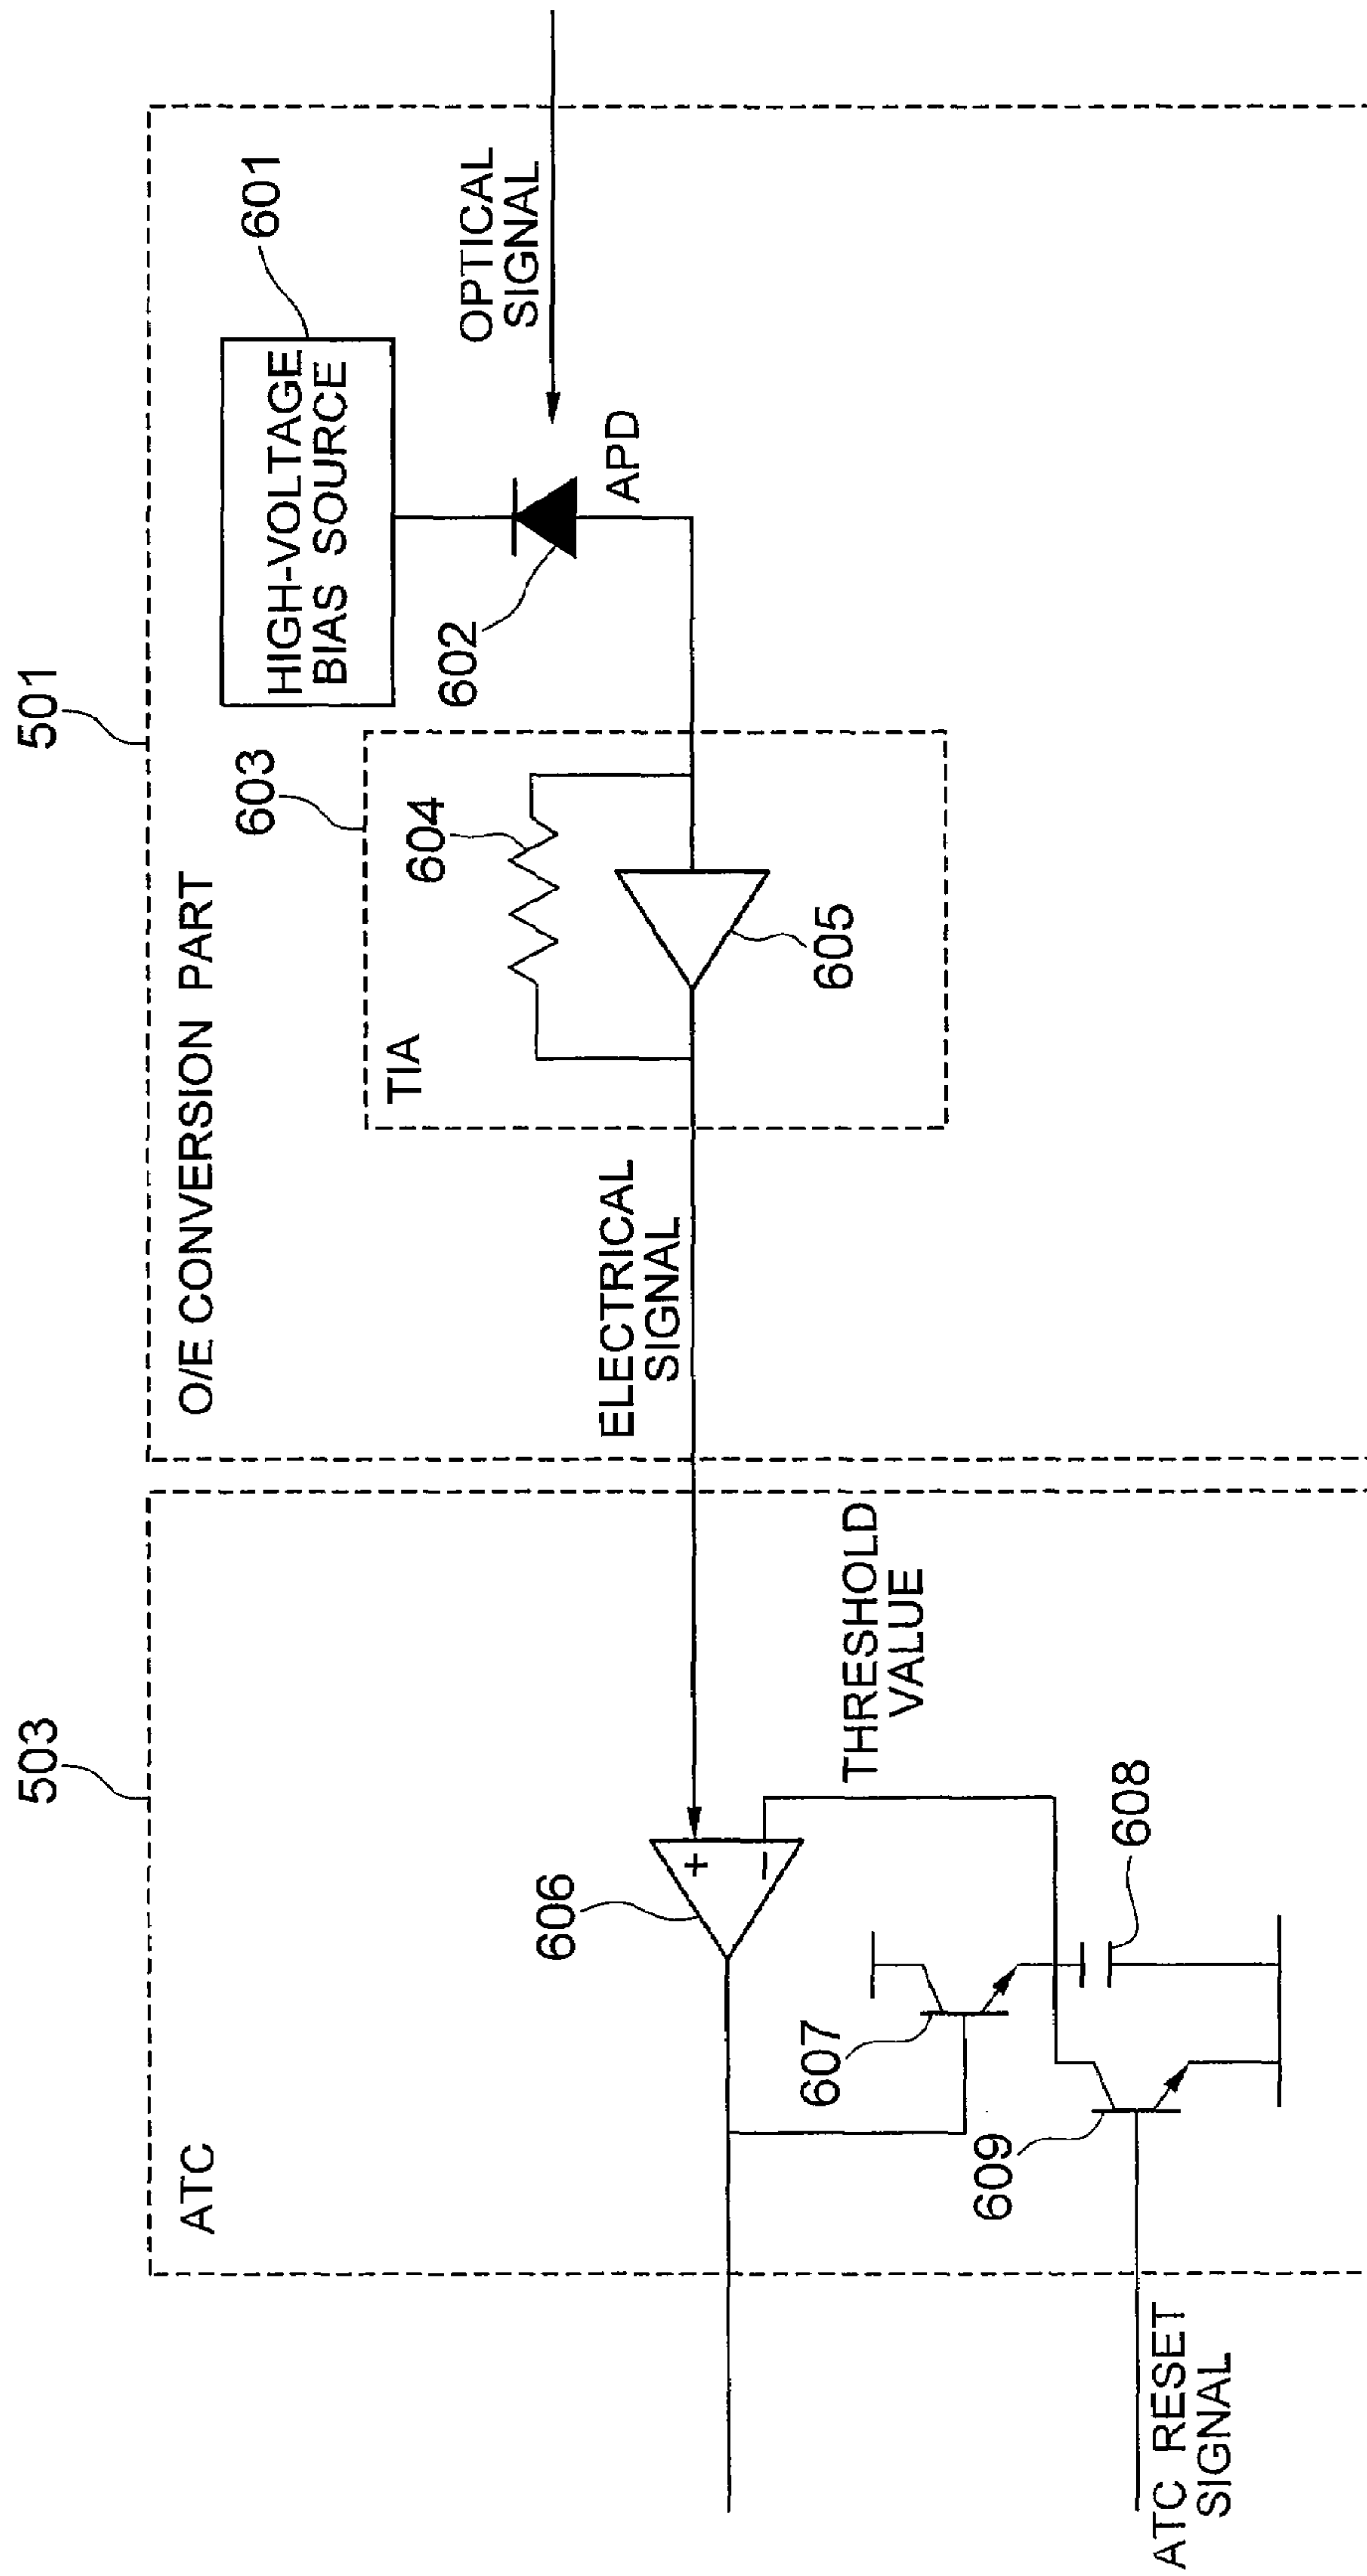 501
O/E CONVERSION PART
HIGH-VOLTAGE
BIAS SOURCE
601
OPTICAL
SIGNAL
602
APD
603
604
605
TIA
ELECTRICAL
SIGNAL
503
ATC
THRESHOLD
VALUE
606
+
−
607
608
609
ATC RESET
SIGNAL